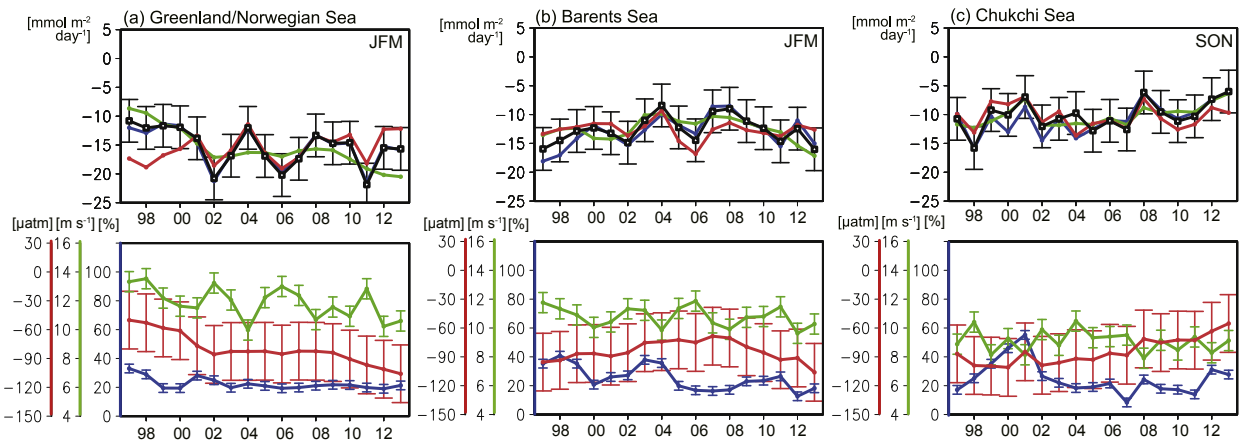 [mmol m⁻² day⁻¹]
(a) Greenland/Norwegian Sea
JFM
5
0
−5
−10
−15
−20
−25
98 00 02 04 06 08 10 12
[mmol m⁻² day⁻¹]
(b) Barents Sea
JFM
5
0
−5
−10
−15
−20
−25
98 00 02 04 06 08 10 12
[mmol m⁻² day⁻¹]
(c) Chukchi Sea
SON
5
0
−5
−10
−15
−20
−25
98 00 02 04 06 08 10 12
[µatm] [m s⁻¹] [%]
30 16
0 14 100
−30 12 80
−60 10 60
−90 8 40
−120 6 20
−150 4 0
98 00 02 04 06 08 10 12
[µatm] [m s⁻¹] [%]
30 16
0 14 100
−30 12 80
−60 10 60
−90 8 40
−120 6 20
−150 4 0
98 00 02 04 06 08 10 12
[µatm] [m s⁻¹] [%]
30 16
0 14 100
−30 12 80
−60 10 60
−90 8 40
−120 6 20
−150 4 0
98 00 02 04 06 08 10 12